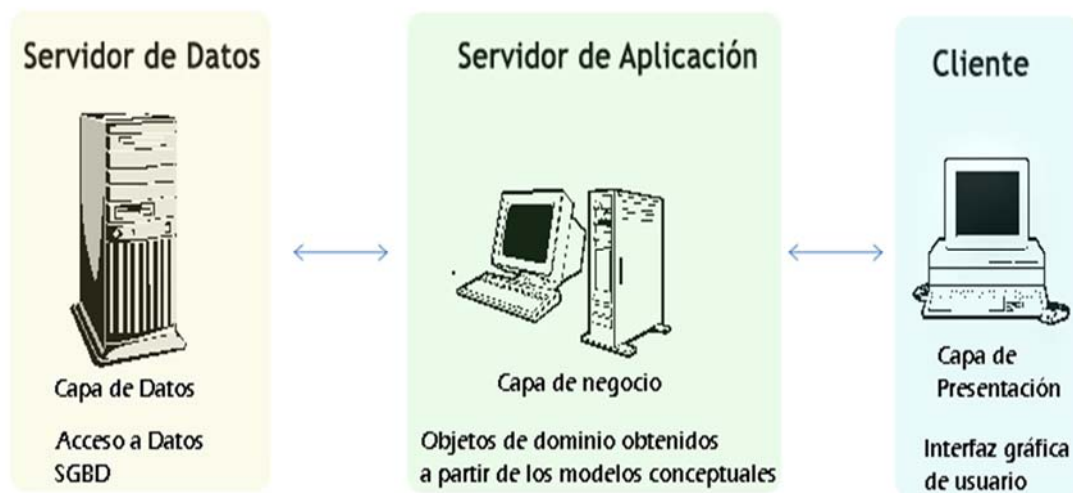 Servidor de Datos
Capa de Datos
Acceso a Datos
SGBD
Servidor de Aplicación
Capa de negocio
Objetos de dominio obtenidos
a partir de los modelos conceptuales
Cliente
Capa de
Presentación
Interfaz gráfica
de usuario